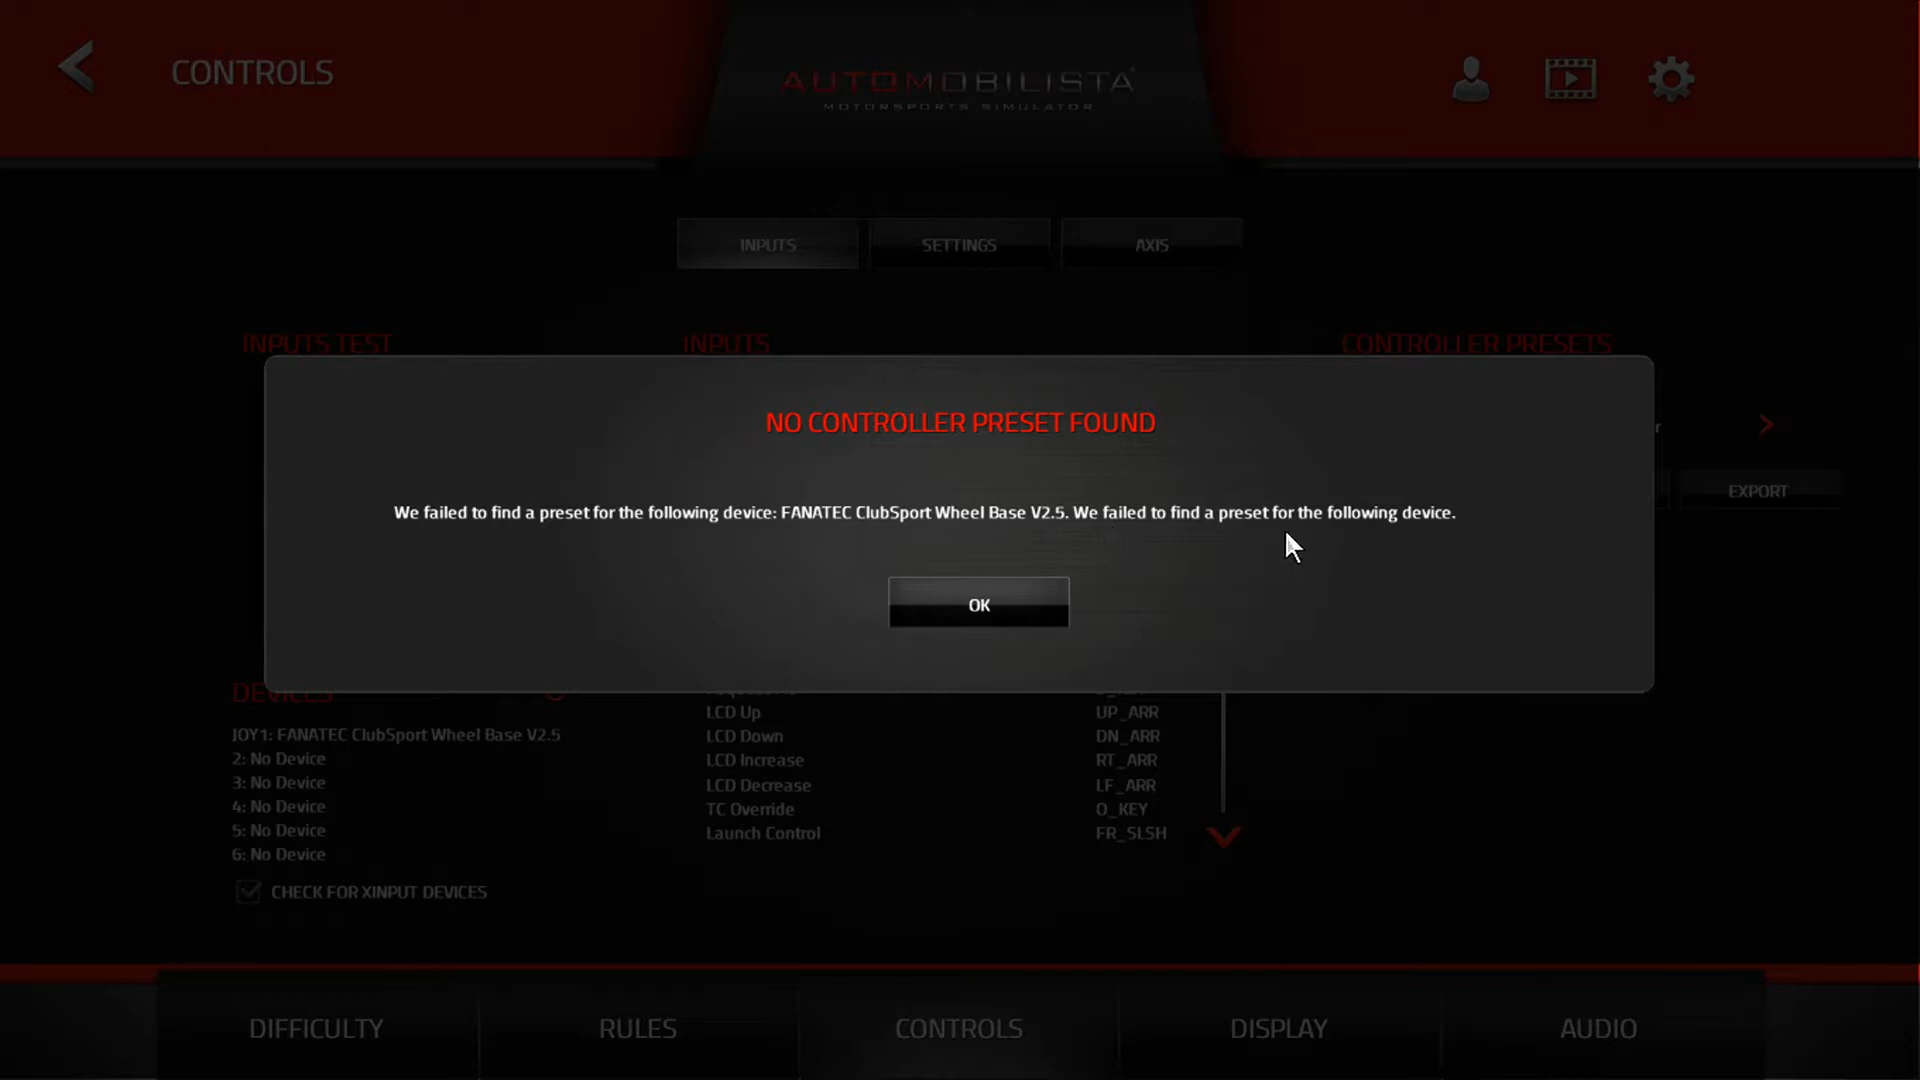 CONTROLS
AUTOMOBILISTA
MOTORSPORTS SIMULATOR
INPUTS
SETTINGS
AXIS
INPUTS TEST
INPUTS
CONTROLLER PRESETS
NO CONTROLLER PRESET FOUND
We failed to find a preset for the following device: FANATEC ClubSport Wheel Base V2.5. We failed to find a preset for the following device.
OK
r
EXPORT
DEVICES
JOY1: FANATEC ClubSport Wheel Base V2.5
2: No Device
3: No Device
4: No Device
5: No Device
6: No Device
CHECK FOR XINPUT DEVICES
LCD Up UP_ARR
LCD Down DN_ARR
LCD Increase RT_ARR
LCD Decrease LF_ARR
TC Override O_KEY
Launch Control FR_SLSH
DIFFICULTY
RULES
CONTROLS
DISPLAY
AUDIO